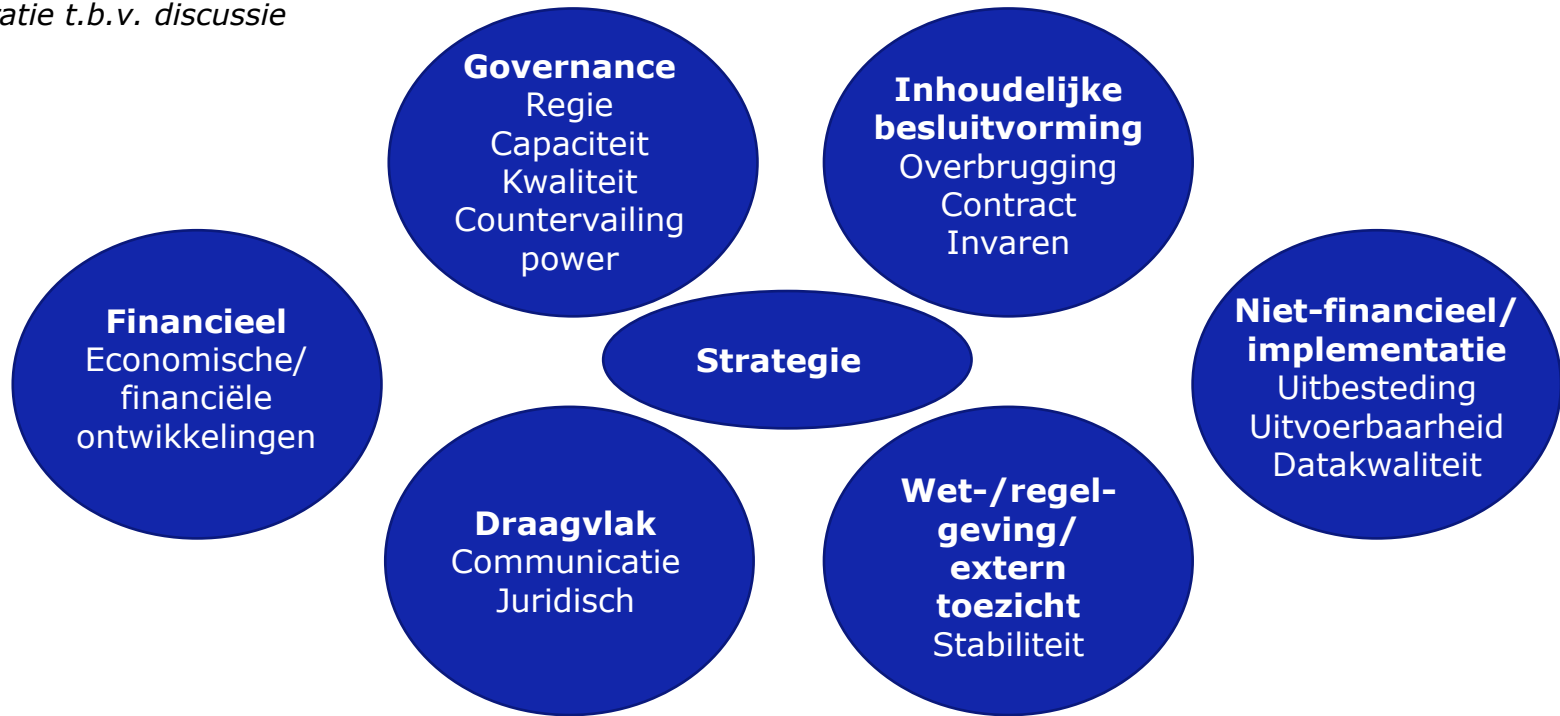 t.b.v. discussie
Governance
Regie
Capaciteit
Kwaliteit
Countervailing
power
Inhoudelijke
besluitvorming
Overbrugging
Contract
Invaren
Financieel
Economische/
financiële
ontwikkelingen
Strategie
Niet-financieel/
implementatie
Uitbesteding
Uitvoerbaarheid
Datakwaliteit
Draagvlak
Communicatie
Juridisch
Wet-/regel-
geving/
extern
toezicht
Stabiliteit